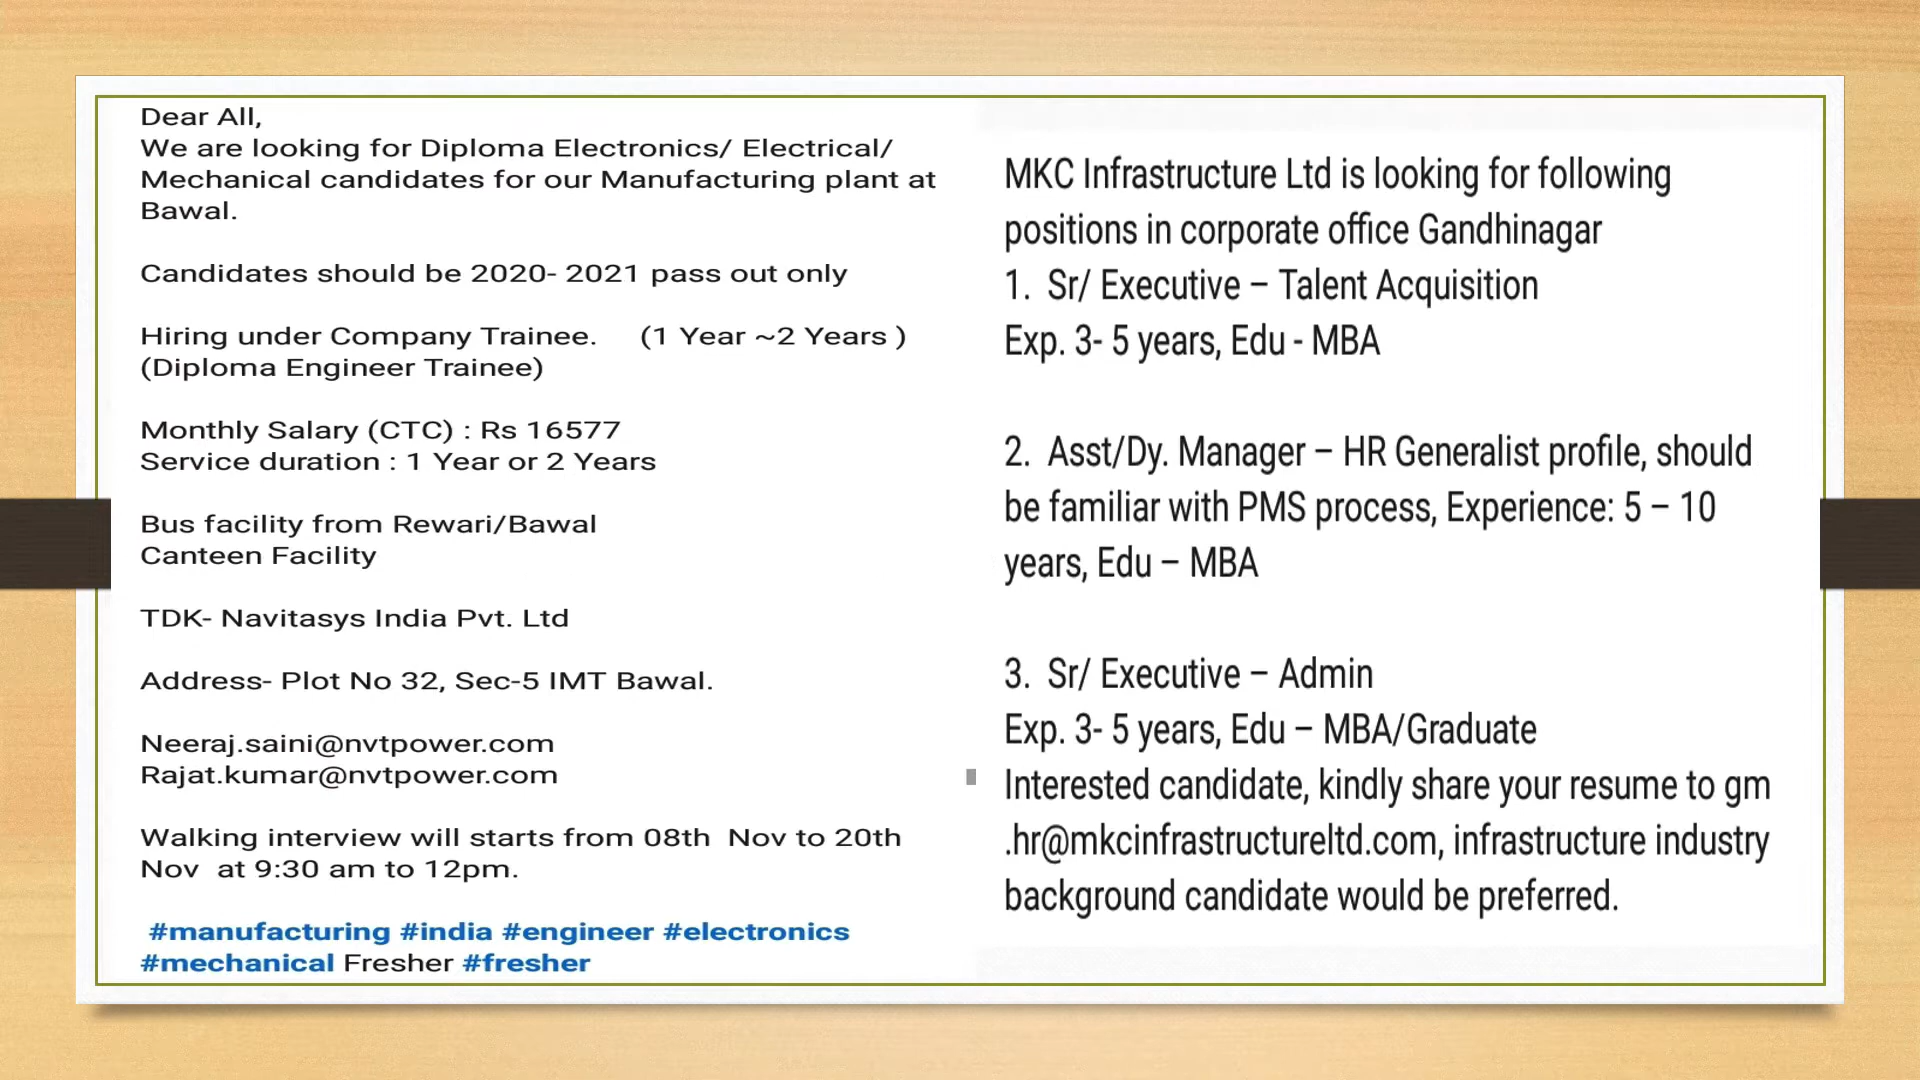 Dear All,
We are looking for Diploma Electronics/ Electrical/
Mechanical candidates for our Manufacturing plant at
Bawal.
Candidates should be 2020- 2021 pass out only
Hiring under Company Trainee. (1 Year ~2 Years )
(Diploma Engineer Trainee)
Monthly Salary (CTC) : Rs 16577
Service duration : 1 Year or 2 Years
Bus facility from Rewari/Bawal
Canteen Facility
TDK- Navitasys India Pvt. Ltd
Address- Plot No 32, Sec-5 IMT Bawal.
Neeraj.saini@nvtpower.com
Rajat.kumar@nvtpower.com
Walking interview will starts from 08th Nov to 20th
Nov at 9:30 am to 12pm.
#manufacturing #india #engineer #electronics
#mechanical Fresher #fresher
MKC Infrastructure Ltd is looking for following
positions in corporate office Gandhinagar
1. Sr/ Executive – Talent Acquisition
Exp. 3- 5 years, Edu - MBA
2. Asst/Dy. Manager – HR Generalist profile, should
be familiar with PMS process, Experience: 5 – 10
years, Edu – MBA
3. Sr/ Executive – Admin
Exp. 3- 5 years, Edu – MBA/Graduate
Interested candidate, kindly share your resume to gm
.hr@mkcinfrastructureltd.com, infrastructure industry
background candidate would be preferred.